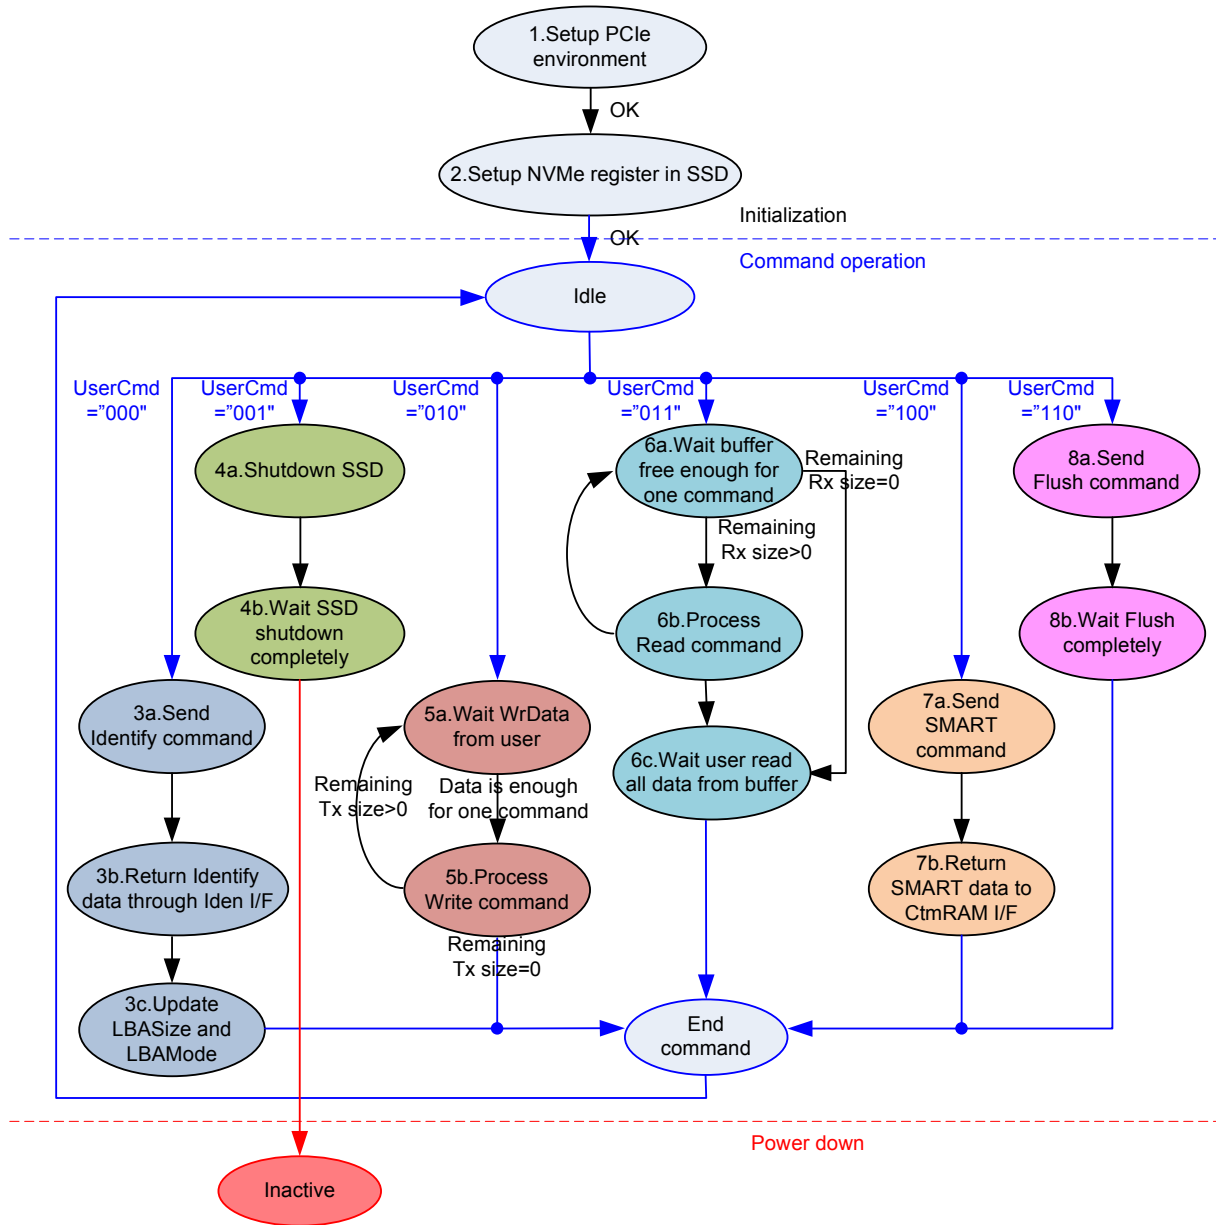 1.Setup PCIe
environment
OK
2.Setup NVMe register in SSD
Initialization
OK
Command operation
Idle
UserCmd
="000"
UserCmd
="001"
UserCmd
="010"
UserCmd
="011"
UserCmd
="100"
UserCmd
="110"
4a.Shutdown SSD
6a.Wait buffer
free enough for
one command
Remaining
Rx size=0
8a.Send
Flush command
Remaining
Rx size>0
4b.Wait SSD
shutdown
completely
6b.Process
Read command
8b.Wait Flush
completely
3a.Send
Identify command
5a.Wait WrData
from user
6c.Wait user read
all data from buffer
7a.Send
SMART
command
Remaining
Tx size>0
Data is enough
for one command
3b.Return Identify
data through Iden I/F
5b.Process
Write command
7b.Return
SMART data to
CtmRAM I/F
Remaining
Tx size=0
3c.Update
LBASize and
LBAMode
End
command
Power down
Inactive